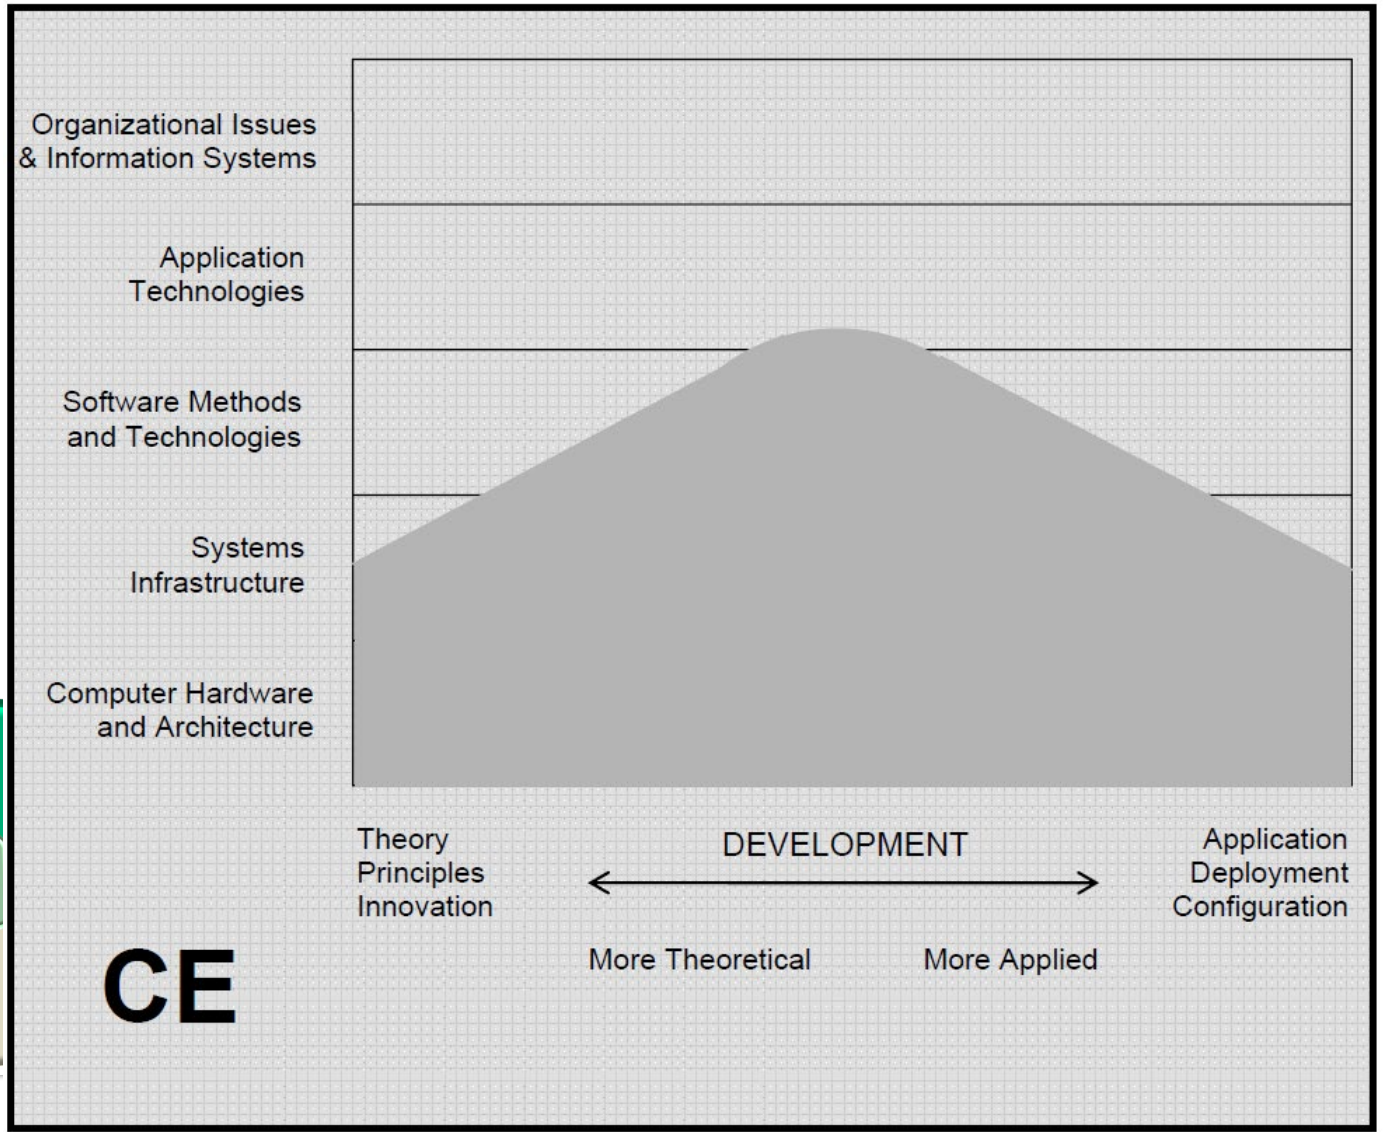 Organizational Issues
& Information Systems
Application
Technologies
Software Methods
and Technologies
Systems
Infrastructure
Computer Hardware
and Architecture
Theory
Principles
Innovation
DEVELOPMENT
Application
Deployment
Configuration
More Theoretical
More Applied
CE